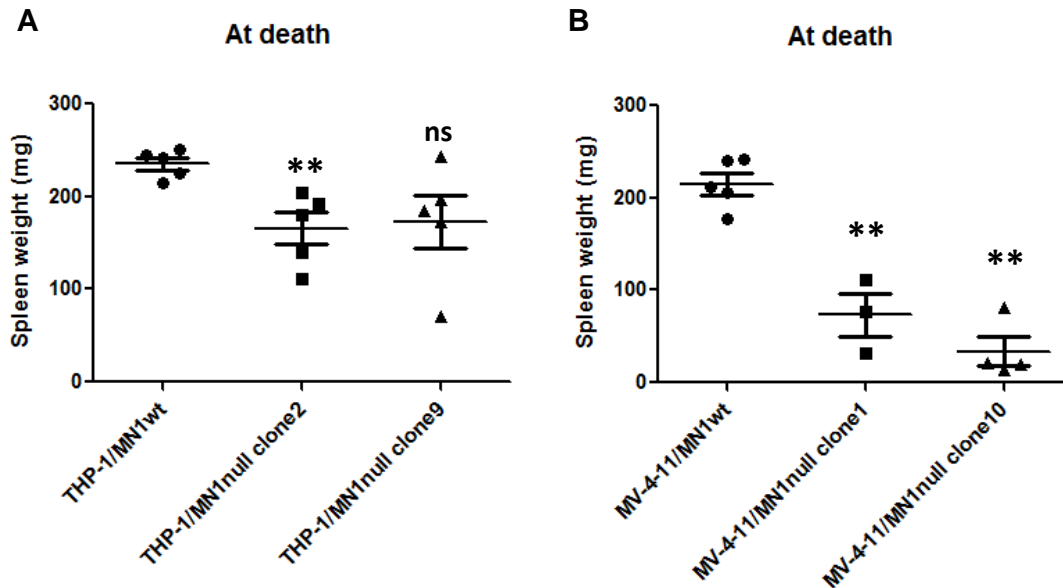 A
At death
Spleen weight (mg)
300
200
100
0
**
ns
THP-1/MN1wt
THP-1/MN1null clone2
THP-1/MN1null clone9
B
At death
Spleen weight (mg)
300
200
100
0
**
**
MV-4-11/MN1wt
MV-4-11/MN1null clone1
MV-4-11/MN1null clone10